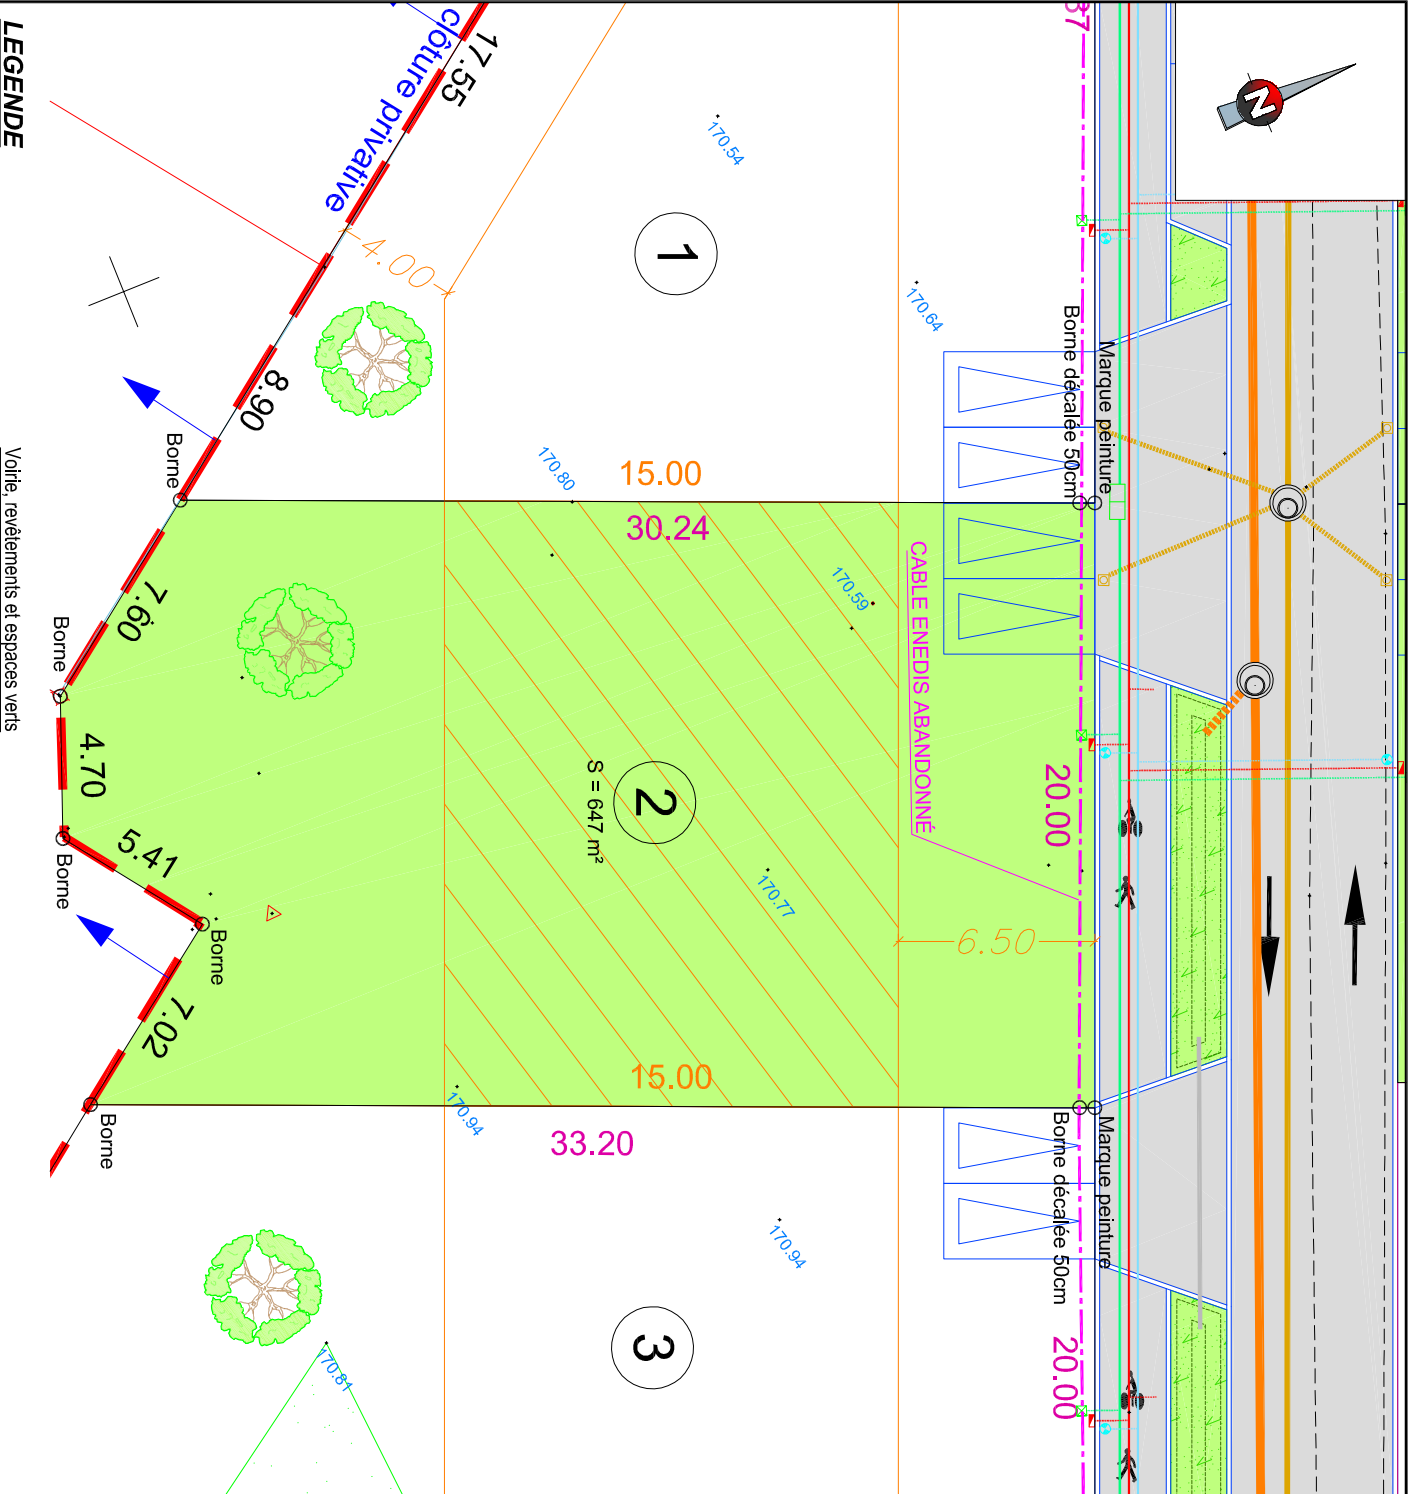 LEGENDE
Voirie, revêtements et espaces verts
clôture privative
17.55
4.00
8.90
7.60
4.70
5.41
7.02
Borne
Borne
Borne
Borne
Borne
1
2
S = 647 m²
3
15.00
30.24
15.00
33.20
170.54
170.64
170.80
170.59
170.77
170.94
170.94
170.81
CABLE ENEDIS ABANDONNÉ
6.50
20.00
20.00
37
Borne décalée 50cm
Marque peinture
Borne décalée 50cm
Marque peinture
N